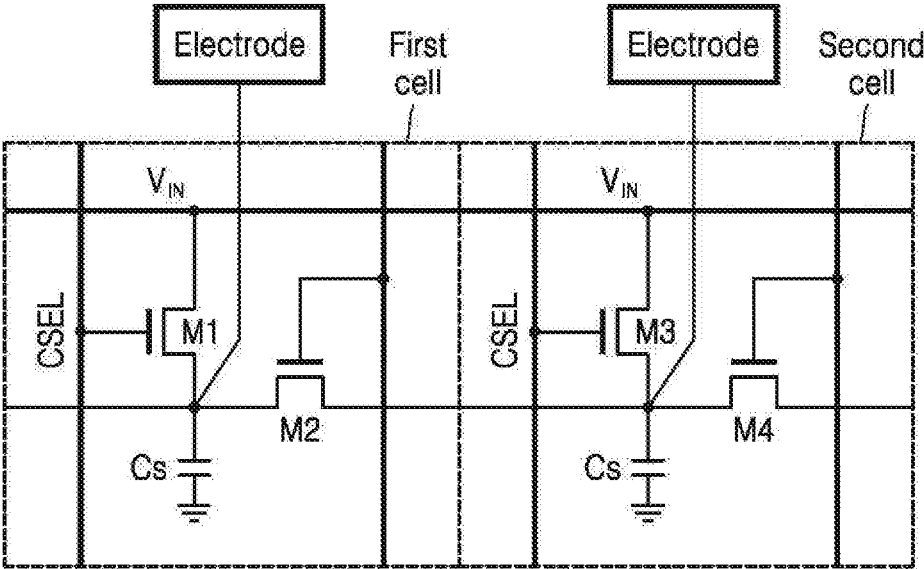 Electrode
First
cell
Electrode
Second
cell
V_IN
V_IN
CSEL
M1
CSEL
M3
M2
M4
Cs
Cs